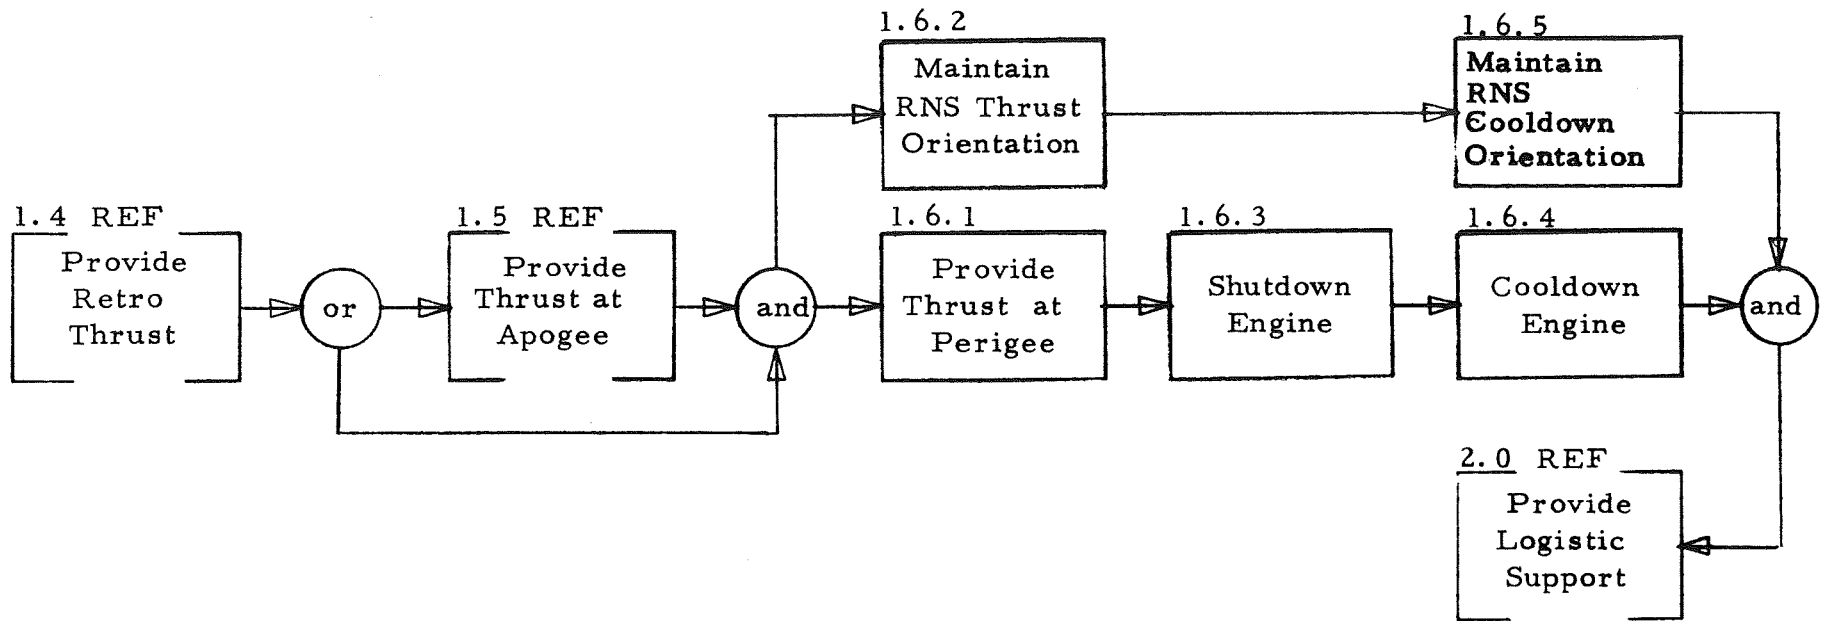 1.6.2
Maintain
RNS Thrust
Orientation
1.6.5
Maintain
RNS
Cooldown
Orientation
1.4 REF
Provide
Retro
Thrust
or
1.5 REF
Provide
Thrust at
Apogee
and
1.6.1
Provide
Thrust at
Perigee
1.6.3
Shutdown
Engine
1.6.4
Cooldown
Engine
and
2.0 REF
Provide
Logistic
Support